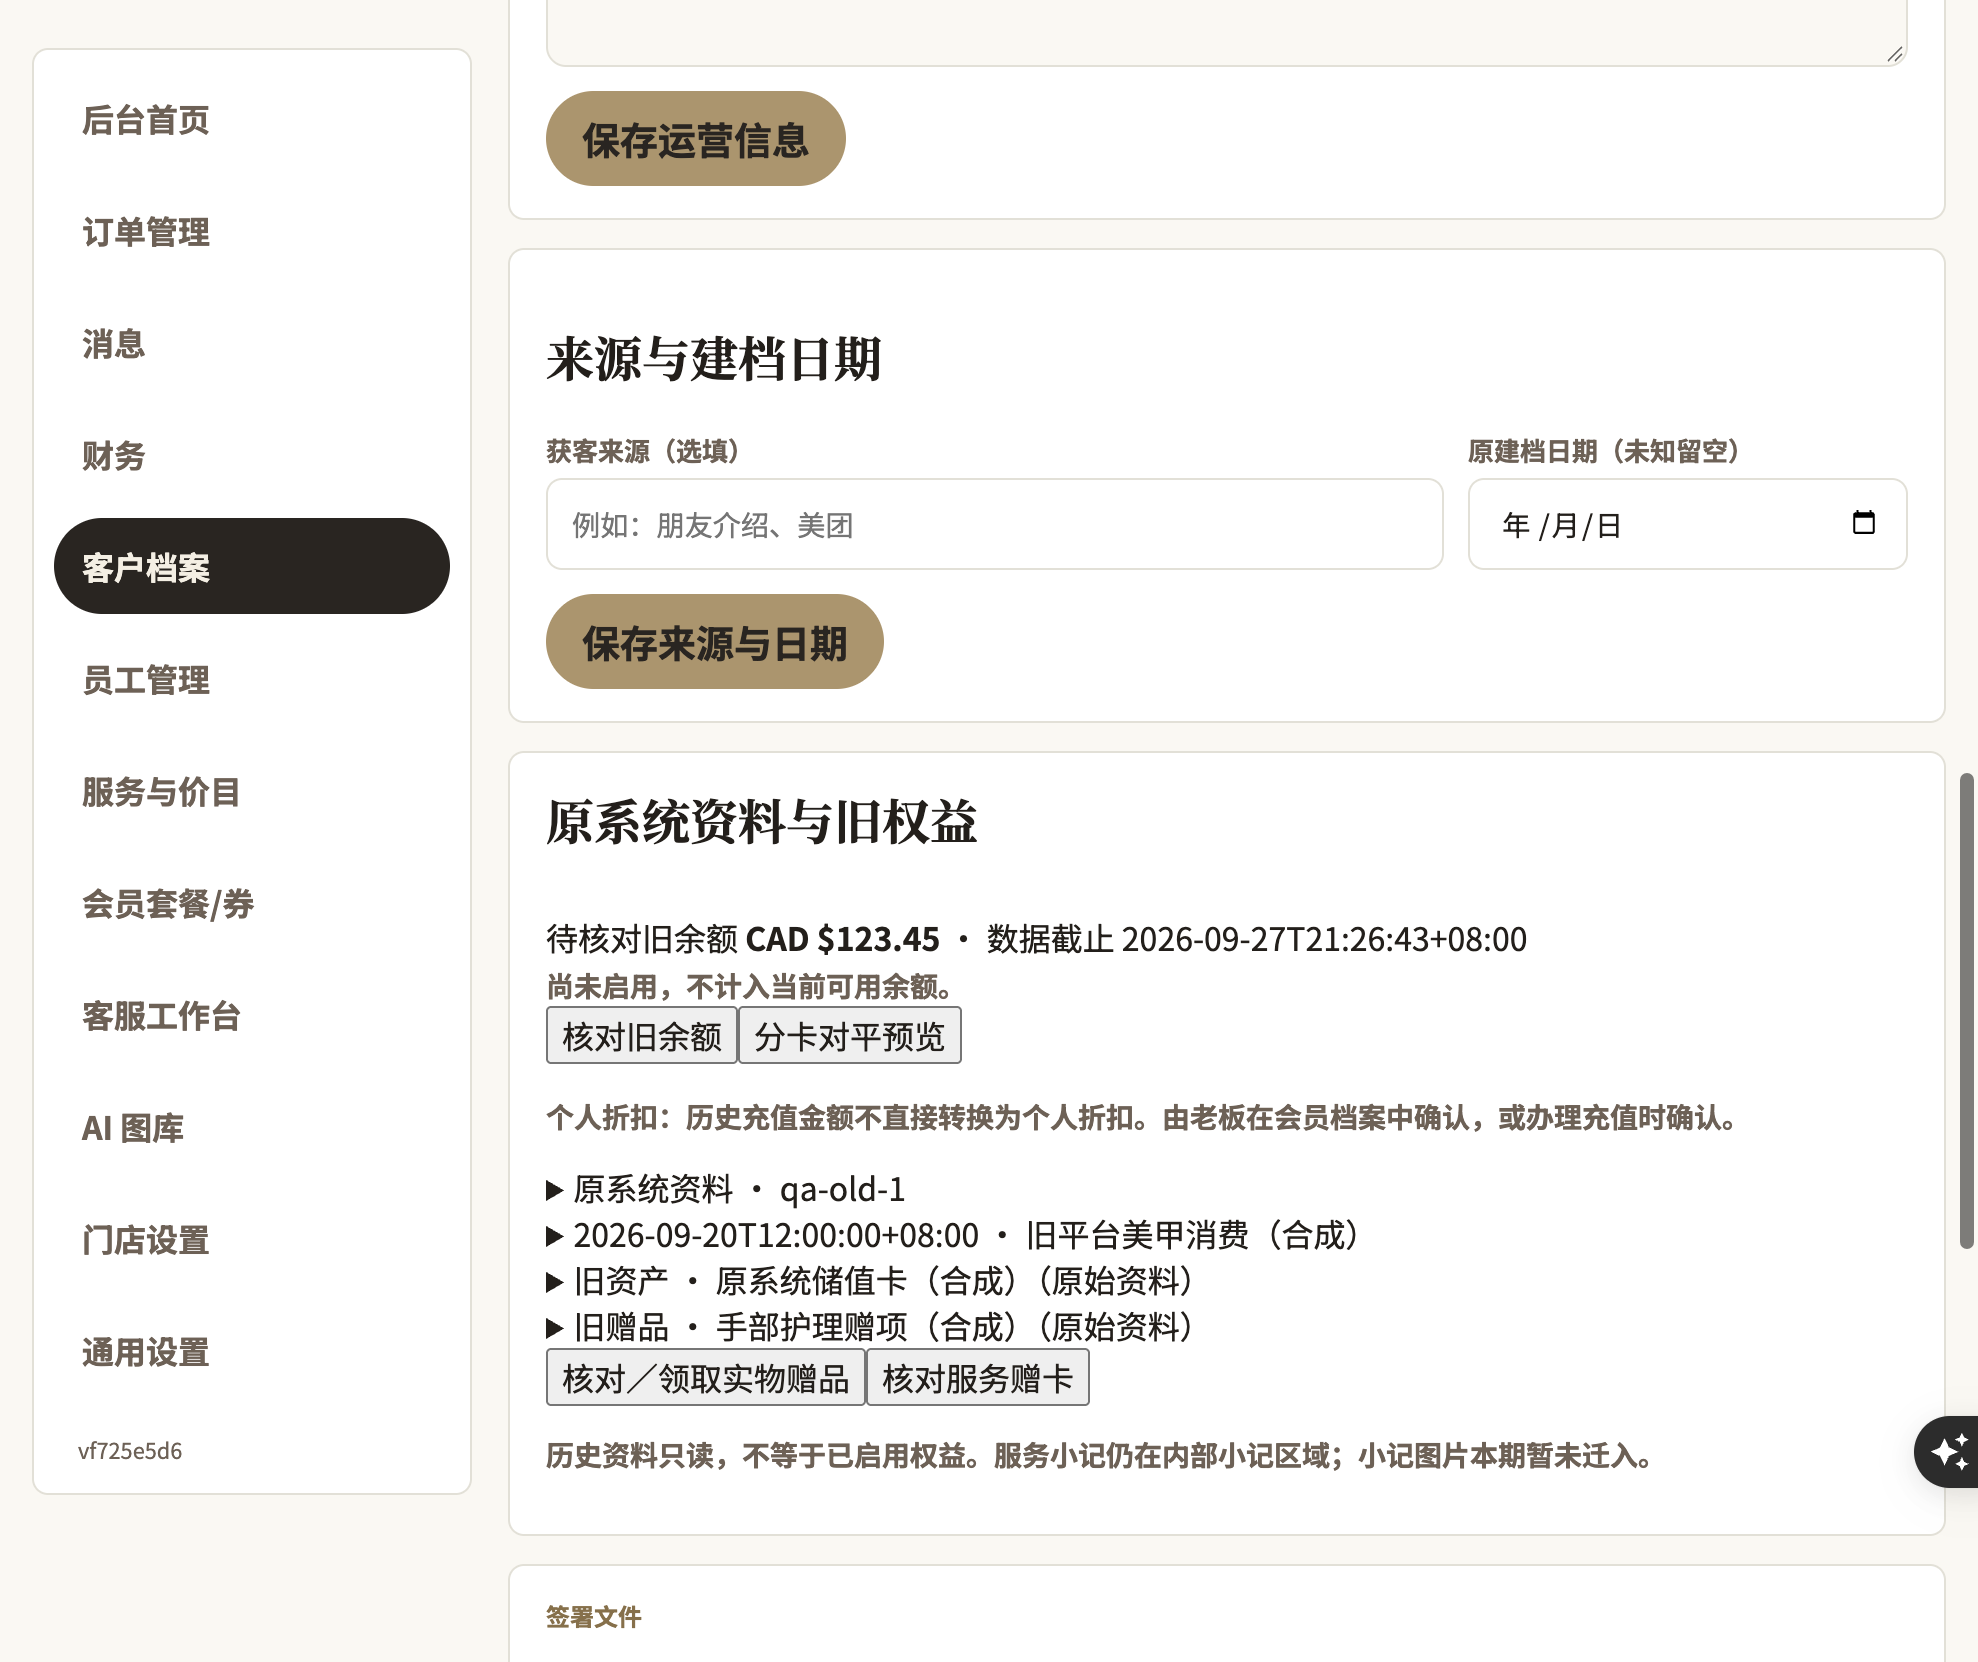 后台首页
订单管理
消息
财务
客户档案
员工管理
服务与价目
会员套餐/券
客服工作台
AI 图库
门店设置
通用设置
vf725e5d6
保存运营信息
来源与建档日期
获客来源（选填）
原建档日期（未知留空）
例如：朋友介绍、美团
年 /月/日
保存来源与日期
原系统资料与旧权益
待核对旧余额 CAD $123.45 · 数据截止 2026-09-27T21:26:43+08:00
尚未启用，不计入当前可用余额。
核对旧余额 分卡对平预览
个人折扣：历史充值金额不直接转换为个人折扣。由老板在会员档案中确认，或办理充值时确认。
▶ 原系统资料 · qa-old-1
▶ 2026-09-20T12:00:00+08:00 · 旧平台美甲消费（合成）
▶ 旧资产 · 原系统储值卡（合成）（原始资料）
▶ 旧赠品 · 手部护理赠项（合成）（原始资料）
核对／领取实物赠品 核对服务赠卡
历史资料只读，不等于已启用权益。服务小记仍在内部小记区域；小记图片本期暂未迁入。
签署文件